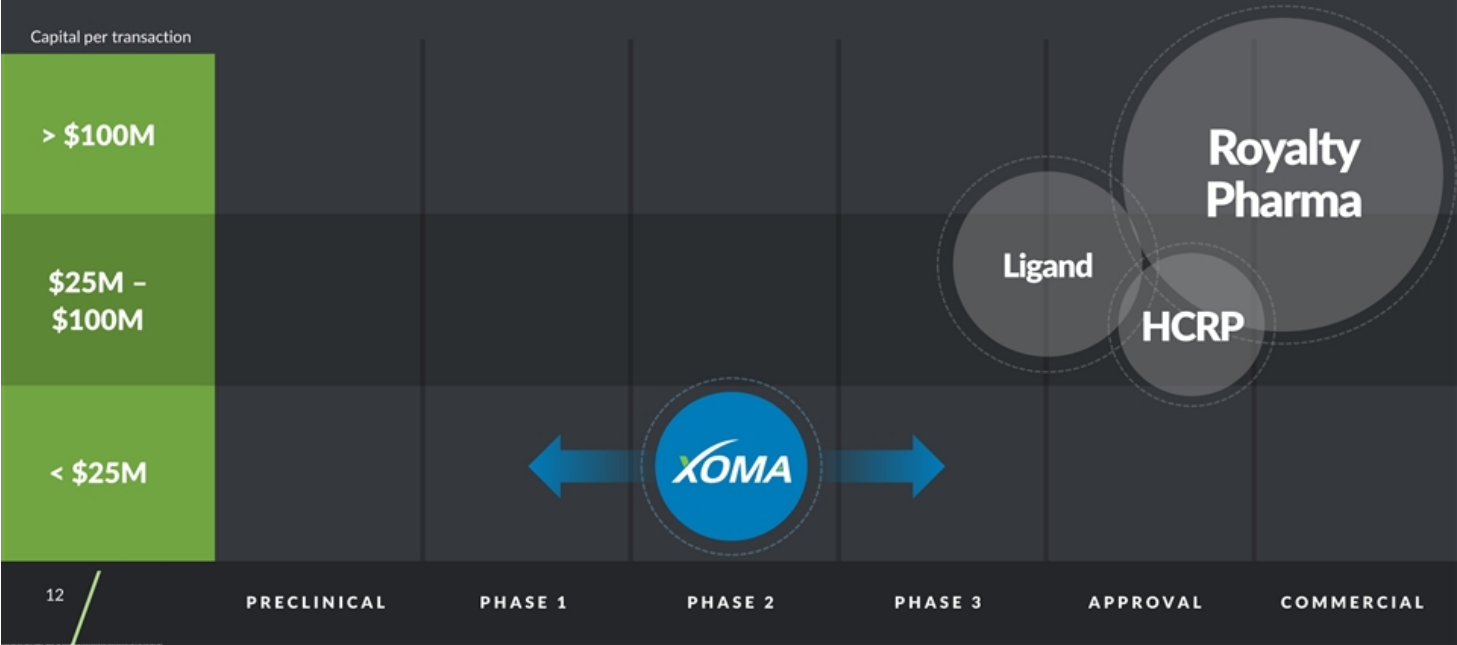 Capital per transaction
> $100M
Royalty
Pharma
$25M –
$100M
Ligand
HCRP
< $25M
XOMA
12
PRECLINICAL
PHASE 1
PHASE 2
PHASE 3
APPROVAL
COMMERCIAL